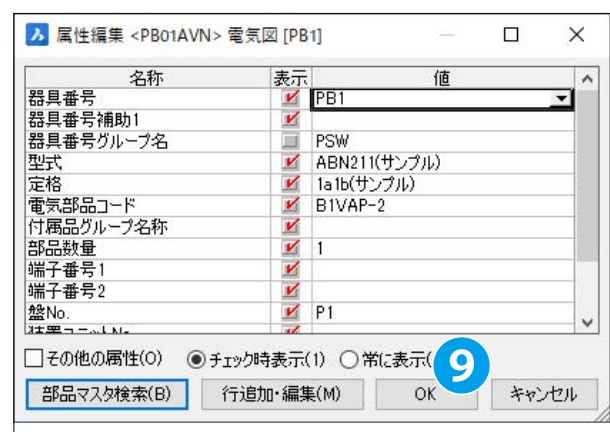 属性編集 <PB01AVN> 電気図 [PB1]
名称 表示 値
器具番号 PB1
器具番号補助1
器具番号グループ名 PSW
型式 ABN211(サンプル)
定格 1a1b(サンプル)
電気部品コード B1VAP-2
付属品グループ名称
部品数量 1
端子番号1
端子番号2
盤No. P1
その他の属性(O) チェック時表示(1) 常に表示(
9
部品マスタ検索(B) 行追加・編集(M) OK キャンセル